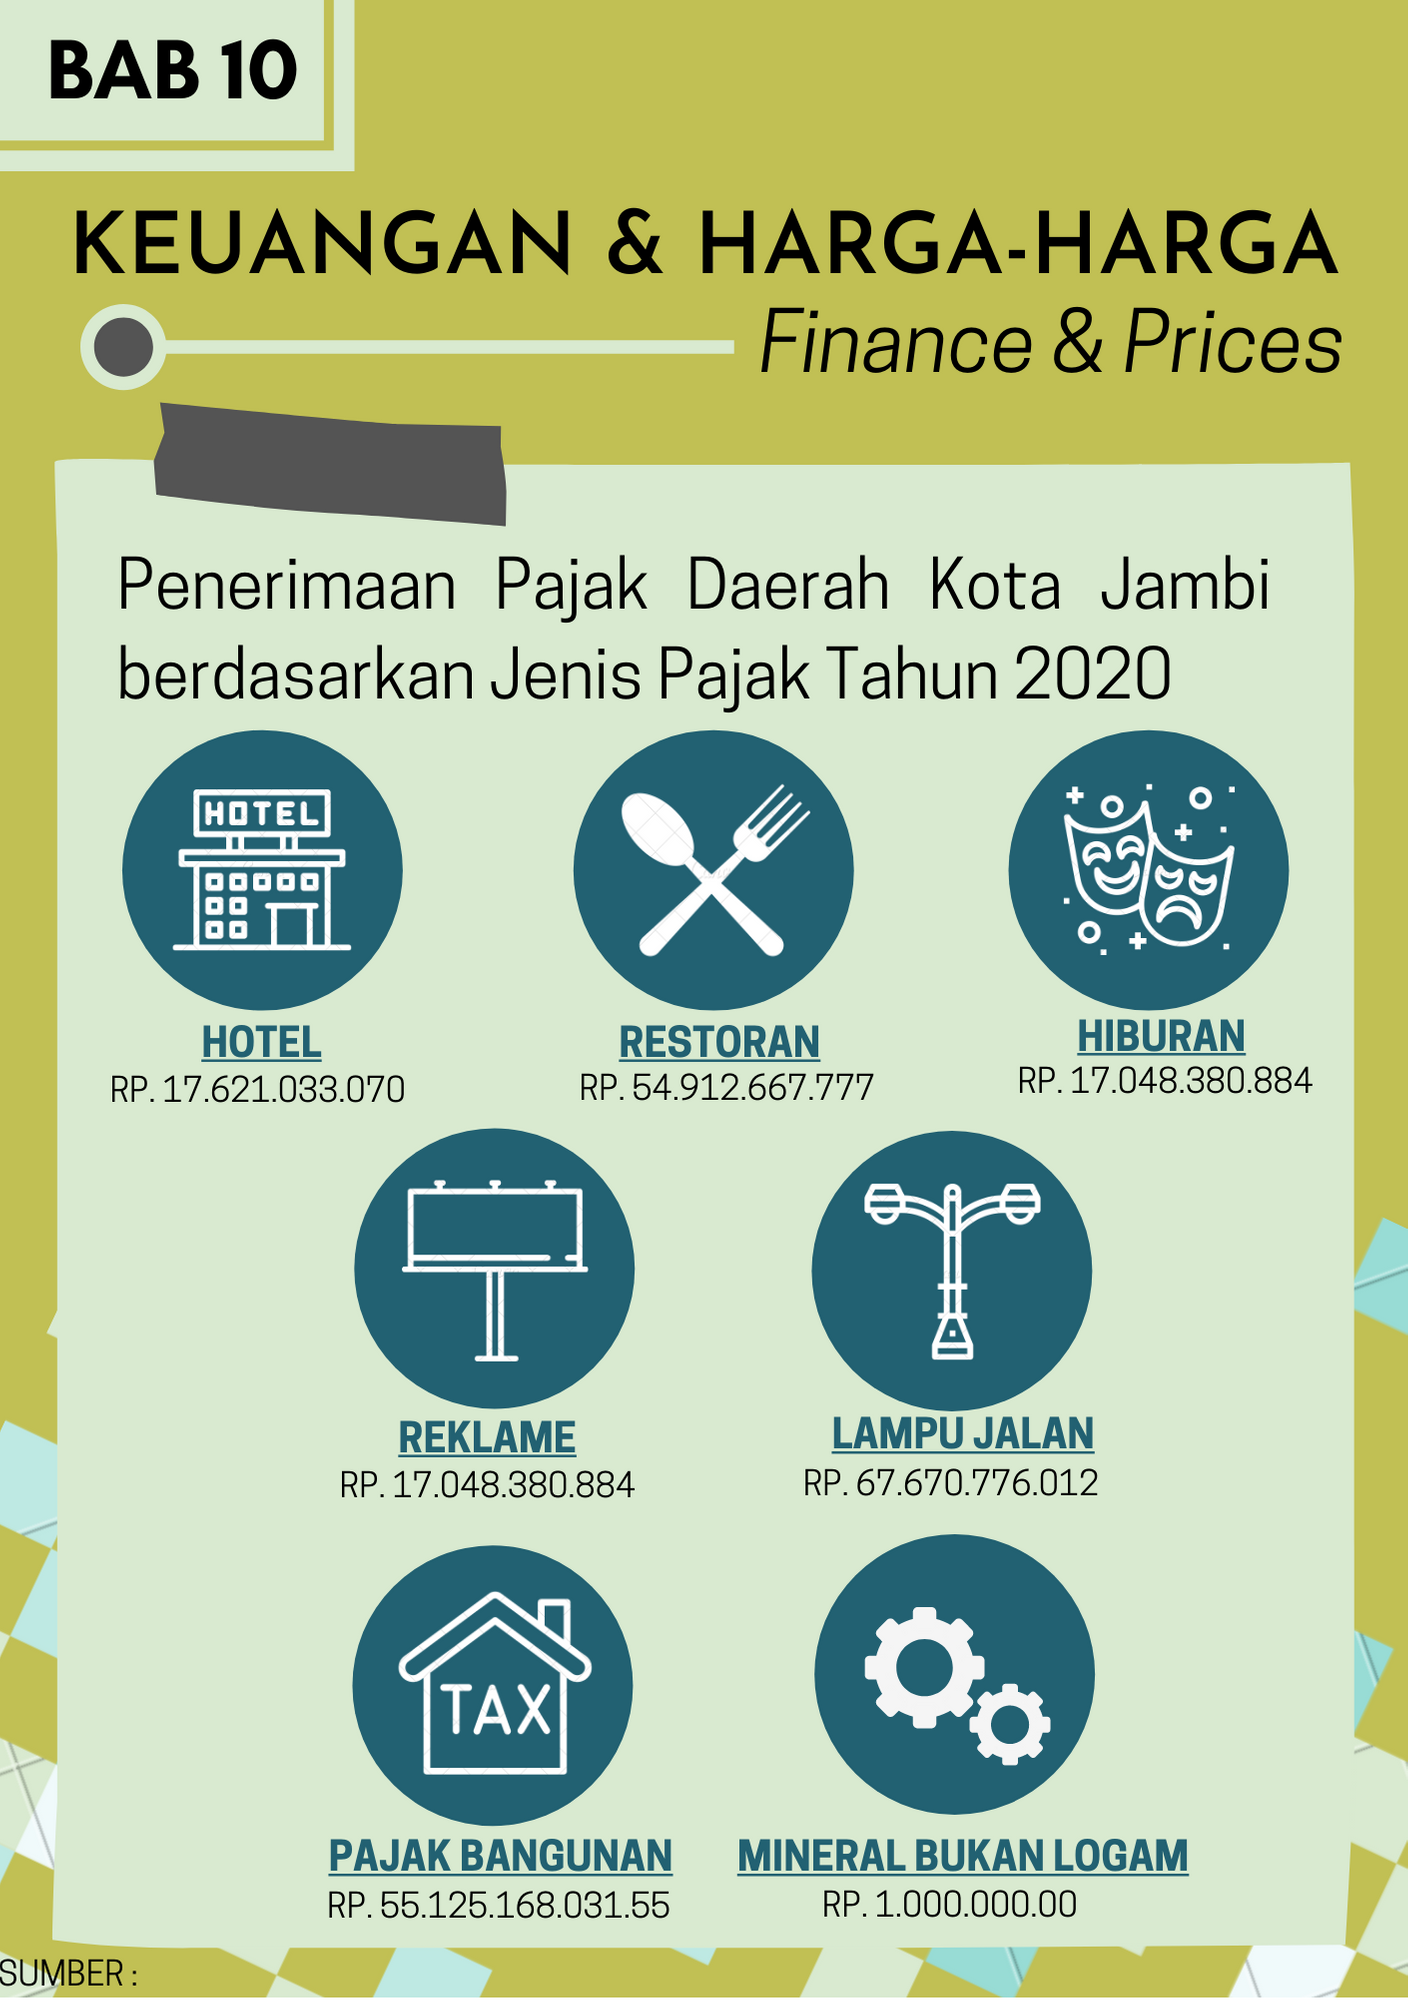 BAB 10
KEUANGAN & HARGA-HARGA
Finance & Prices
Penerimaan Pajak Daerah Kota Jambi
berdasarkan Jenis Pajak Tahun 2020
HOTEL
HOTEL
RP. 17.621.033.070
RESTORAN
RP. 54.912.667.777
HIBURAN
RP. 17.048.380.884
REKLAME
RP. 17.048.380.884
LAMPU JALAN
RP. 67.670.776.012
TAX
PAJAK BANGUNAN
RP. 55.125.168.031.55
MINERAL BUKAN LOGAM
RP. 1.000.000.00
SUMBER :